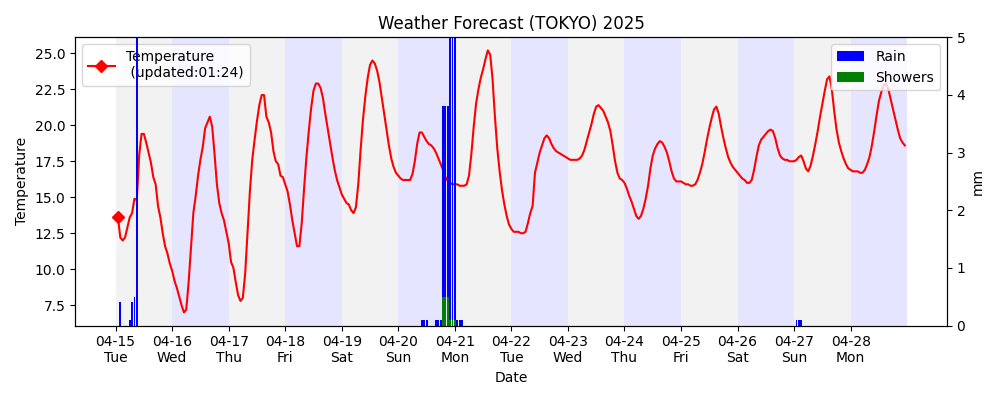 Weather Forecast (TOKYO) 2025
Temperature
(updated:01:24)
Rain
Showers
Temperature
25.0
22.5
20.0
17.5
15.0
12.5
10.0
7.5
5
4
3
2
1
0
mm
04-15 04-16 04-17 04-18 04-19 04-20 04-21 04-22 04-23 04-24 04-25 04-26 04-27 04-28
Tue Wed Thu Fri Sat Sun Mon Tue Wed Thu Fri Sat Sun Mon
Date